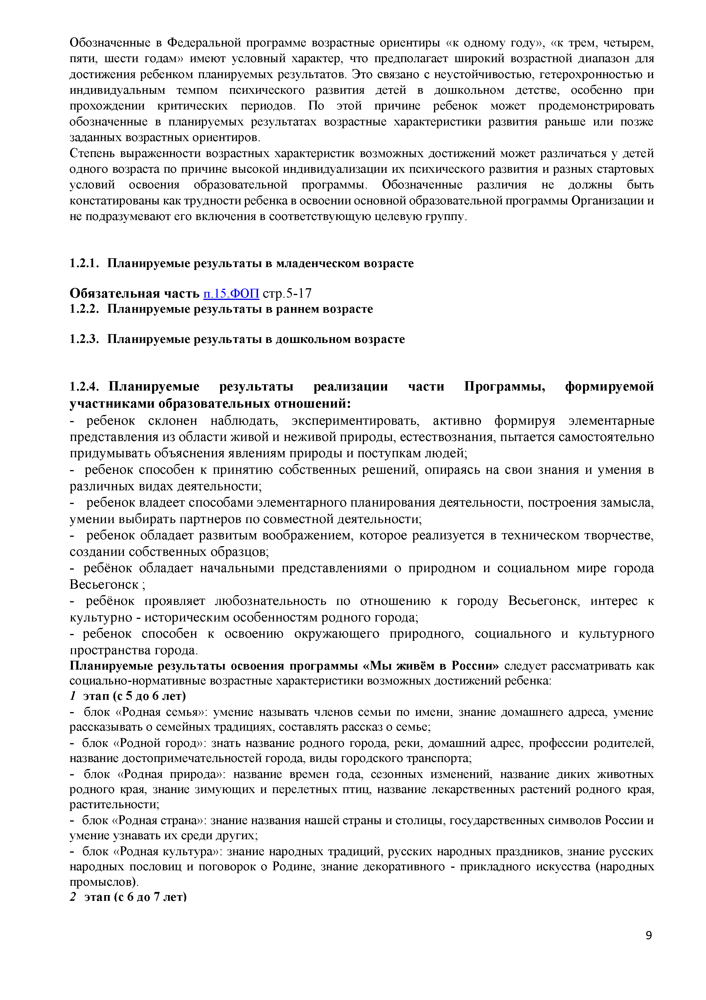 Обозначенные в Федеральной программе возрастные ориентиры «к одному году», «к трем, четырем,
пяти, шести годам» имеют условный характер, что предполагает широкий возрастной диапазон для
достижения ребенком планируемых результатов. Это связано с неустойчивостью, гетерохронностью и
индивидуальным темпом психического развития детей в дошкольном детстве, особенно при
прохождении критических периодов. По этой причине ребенок может продемонстрировать
обозначенные в планируемых результатах возрастные характеристики развития раньше или позже
заданных возрастных ориентиров.
Степень выраженности возрастных характеристик возможных достижений может различаться у детей
одного возраста по причине высокой индивидуализации их психического развития и разных стартовых
условий освоения образовательной программы. Обозначенные различия не должны быть
констатированы как трудности ребенка в освоении основной образовательной программы Организации и
не подразумевают его включения в соответствующую целевую группу.
1.2.1. Планируемые результаты в младенческом возрасте
Обязательная часть п.15.ФОП стр.5-17
1.2.2. Планируемые результаты в раннем возрасте
1.2.3. Планируемые результаты в дошкольном возрасте
1.2.4. Планируемые результаты реализации части Программы, формируемой
участниками образовательных отношений:
- ребенок склонен наблюдать, экспериментировать, активно формируя элементарные
представления из области живой и неживой природы, естествознания, пытается самостоятельно
придумывать объяснения явлениям природы и поступкам людей;
- ребенок способен к принятию собственных решений, опираясь на свои знания и умения в
различных видах деятельности;
- ребенок владеет способами элементарного планирования деятельности, построения замысла,
умении выбирать партнеров по совместной деятельности;
- ребенок обладает развитым воображением, которое реализуется в техническом творчестве,
создании собственных образцов;
- ребёнок обладает начальными представлениями о природном и социальном мире города
Весьегонск ;
- ребёнок проявляет любознательность по отношению к городу Весьегонск, интерес к
культурно - историческим особенностям родного города;
- ребенок способен к освоению окружающего природного, социального и культурного
пространства города.
Планируемые результаты освоения программы «Мы живём в России» следует рассматривать как
социально-нормативные возрастные характеристики возможных достижений ребенка:
1 этап (с 5 до 6 лет)
- блок «Родная семья»: умение называть членов семьи по имени, знание домашнего адреса, умение
рассказывать о семейных традициях, составлять рассказ о семье;
- блок «Родной город»: знать название родного города, реки, домашний адрес, профессии родителей,
название достопримечательностей города, виды городского транспорта;
- блок «Родная природа»: название времен года, сезонных изменений, название диких животных
родного края, знание зимующих и перелетных птиц, название лекарственных растений родного края,
растительности;
- блок «Родная страна»: знание названия нашей страны и столицы, государственных символов России и
умение узнавать их среди других;
- блок «Родная культура»: знание народных традиций, русских народных праздников, знание русских
народных пословиц и поговорок о Родине, знание декоративного - прикладного искусства (народных
промыслов).
2 этап (с 6 до 7 лет)
9